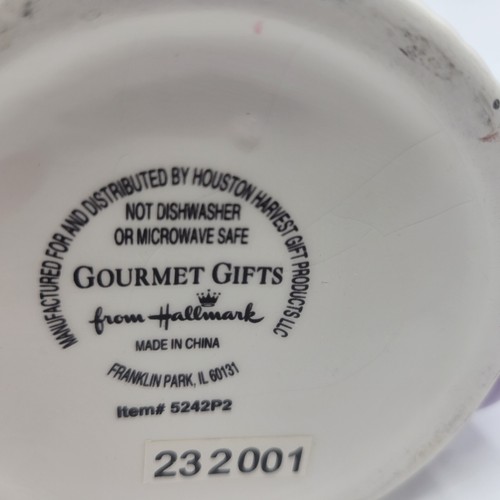 MANUFACTURED FOR AND DISTRIBUTED BY HOUSTON HARVEST GIFT PRODUCTS LLC
NOT DISHWASHER
OR MICROWAVE SAFE
GOURMET GIFTS
from Hallmark
MADE IN CHINA
FRANKLIN PARK, IL 60131
Item# 5242P2
232001